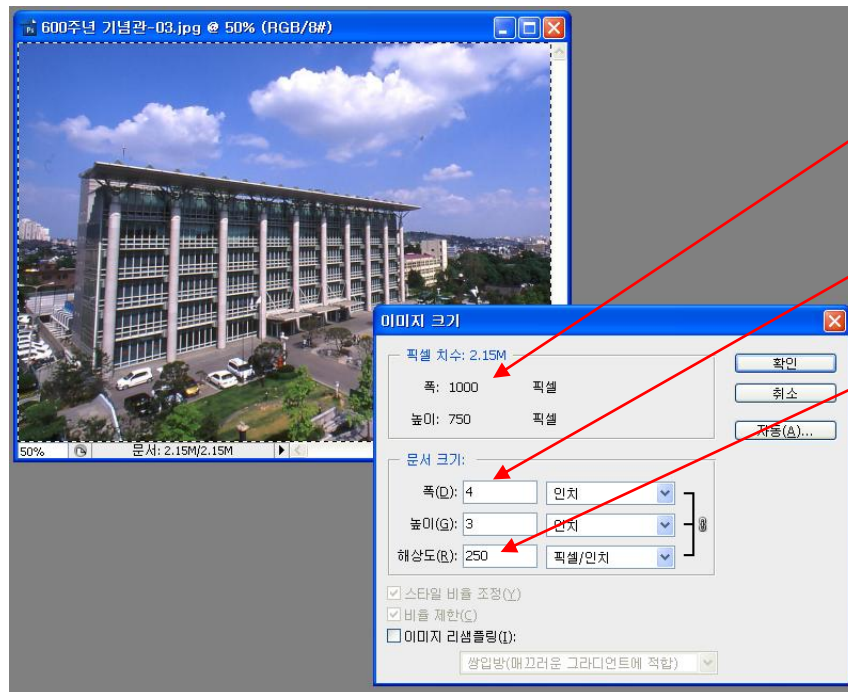 600주년 기념관-03.jpg @ 50% (RGB/8#)
50% 문서: 2.15M/2.15M
이미지 크기
픽셀 치수: 2.15M
폭: 1000 픽셀
높이: 750 픽셀
확인
취소
자동(A)...
문서 크기:
폭(D): 4 인치
높이(G): 3 인치
해상도(R): 250 픽셀/인치
스타일 비율 조정(Y)
비율 제한(C)
이미지 리샘플링(I):
쌍입방(매끄러운 그라디언트에 적합)